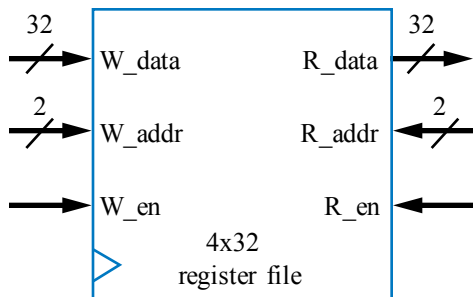 32 32
W_data R_data
2 2
W_addr R_addr
W_en R_en
4x32
register file